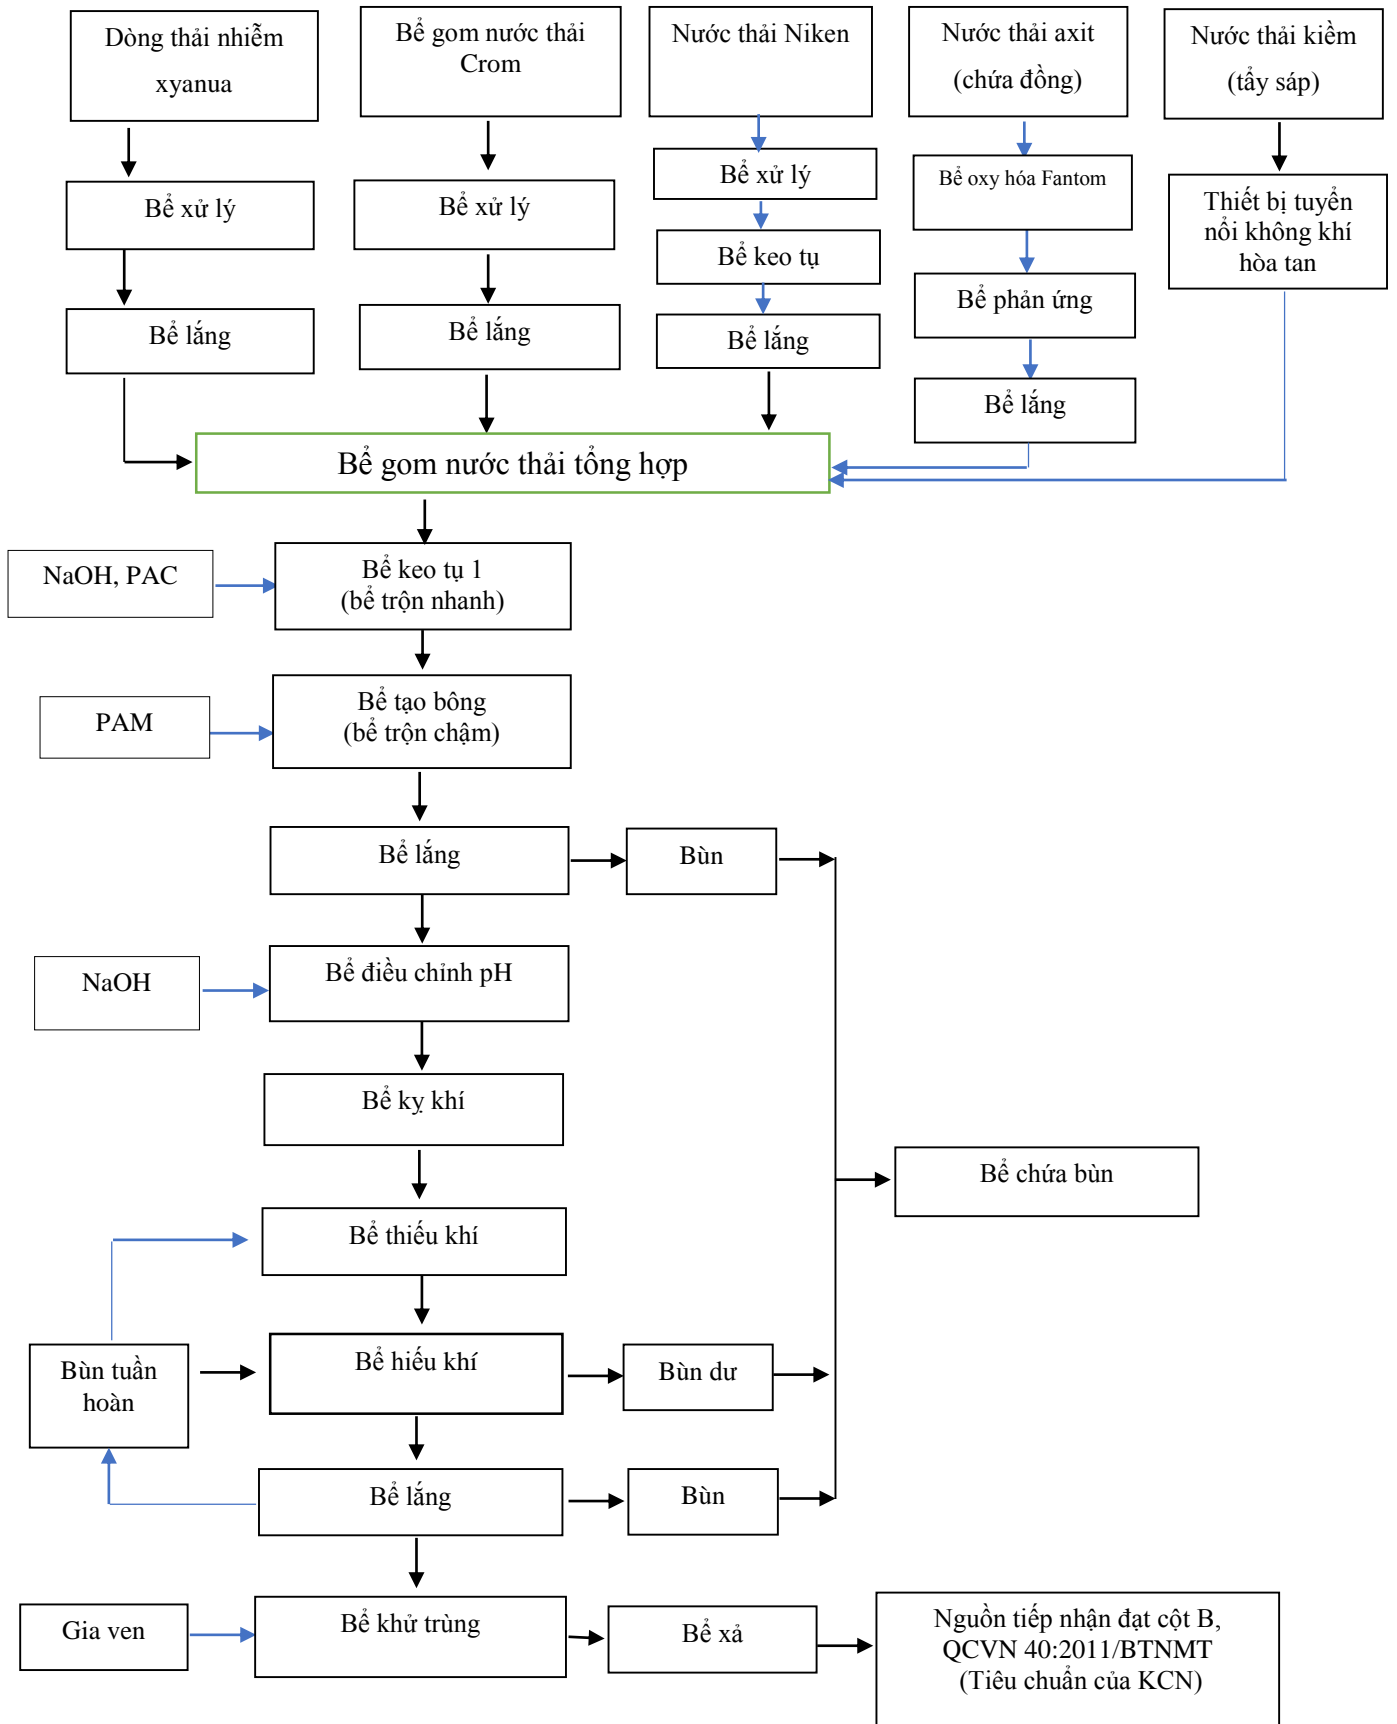 Dòng thải nhiễm
xyanua
Bể gom nước thải
Crom
Nước thải Niken
Nước thải axit
(chứa đồng)
Nước thải kiềm
(tẩy sáp)
Bể xử lý
Bể xử lý
Bể xử lý
Bể oxy hóa Fantom
Thiết bị tuyển
nổi không khí
hòa tan
Bể keo tụ
Bể phản ứng
Bể lắng
Bể lắng
Bể lắng
Bể lắng
Bể gom nước thải tổng hợp
NaOH, PAC
Bể keo tụ 1
(bể trộn nhanh)
PAM
Bể tạo bông
(bể trộn chậm)
Bể lắng
Bùn
NaOH
Bể điều chỉnh pH
Bể kỵ khí
Bể chứa bùn
Bể thiếu khí
Bùn tuần
hoàn
Bể hiếu khí
Bùn dư
Bể lắng
Bùn
Gia ven
Bể khử trùng
Bể xả
Nguồn tiếp nhận đạt cột B,
QCVN 40:2011/BTNMT
(Tiêu chuẩn của KCN)